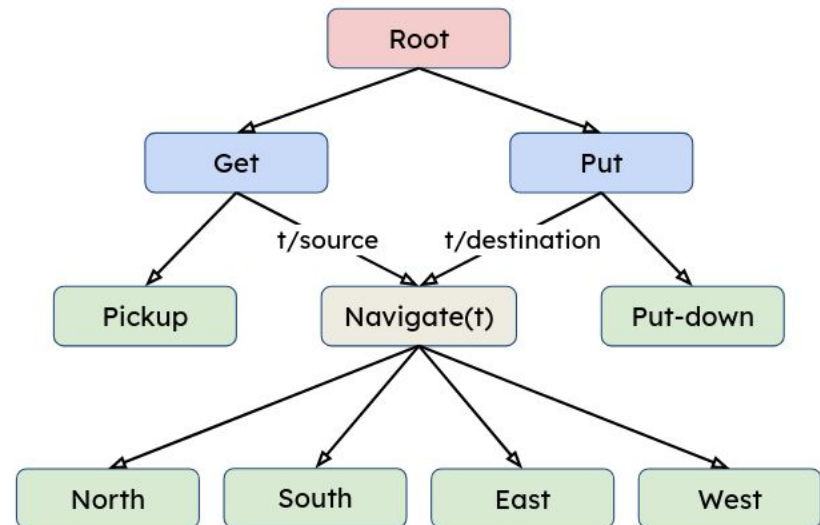 Root
Get
Put
t/source
t/destination
Pickup
Navigate(t)
Put-down
North
South
East
West